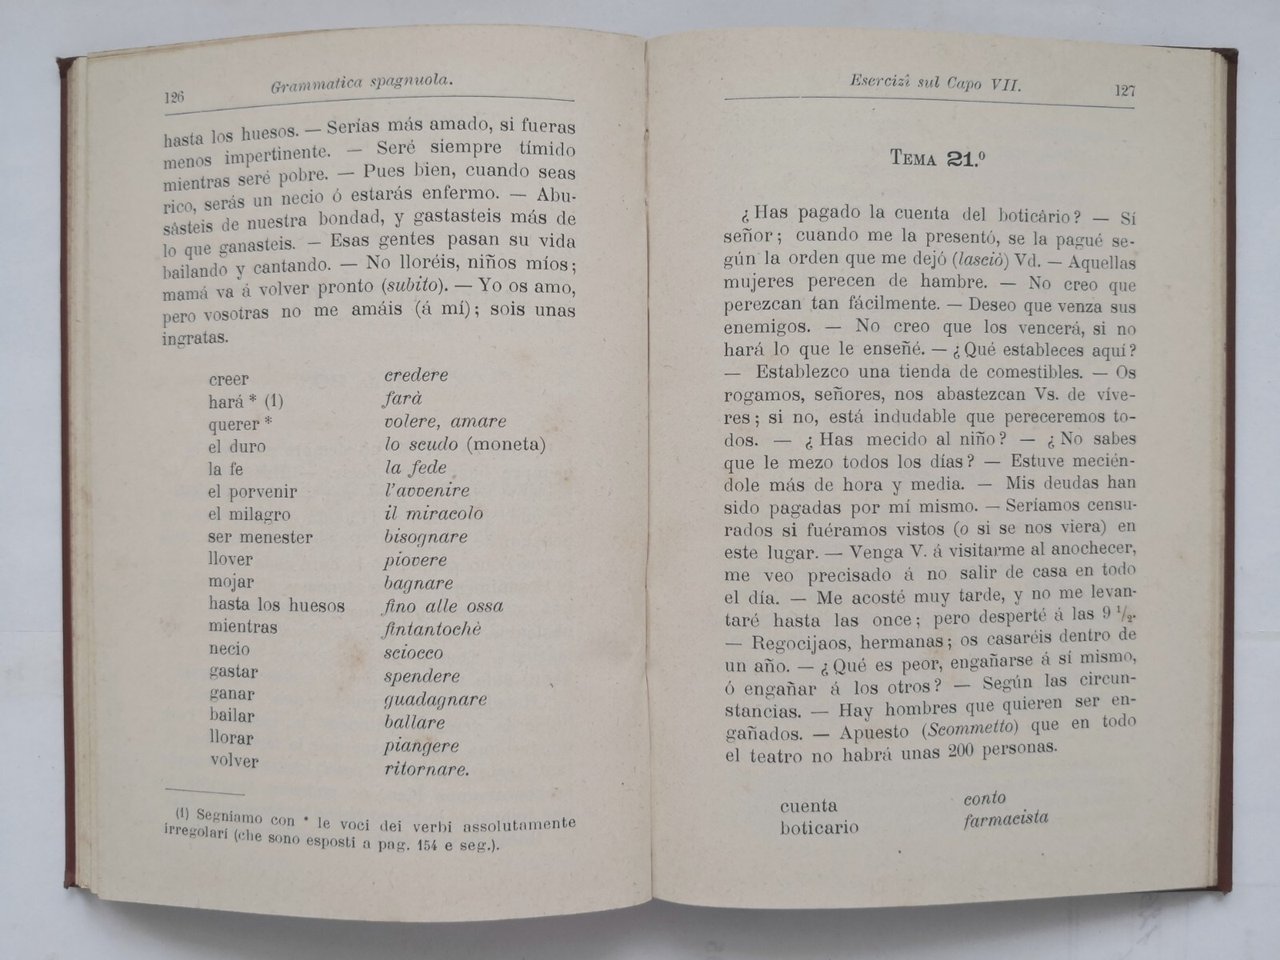 126
Grammatica spagnuola.
hasta los huesos. — Serías más amado, si fueras
menos impertinente. — Seré siempre tímido
mientras seré pobre. — Pues bien, cuando seas
rico, serás un necio ó estarás enfermo. — Abu-
sásteis de nuestra bondad, y gastasteis más de
lo que ganasteis. — Esas gentes pasan su vida
bailando y cantando. — No lloréis, niños míos;
mamá va á volver pronto (subito). — Yo os amo,
pero vosotras no me amáis (á mí); sois unas
ingratas.
creer credere
hará * (1) farà
querer * volere, amare
el duro lo scudo (moneta)
la fe la fede
el porvenir l'avvenire
el milagro il miracolo
ser menester bisognare
llover piovere
mojar bagnare
hasta los huesos fino alle ossa
mientras fintantochè
necio sciocco
gastar spendere
ganar guadagnare
bailar ballare
llorar piangere
volver ritornare.
(1) Segniamo con * le voci dei verbi assolutamente
irregolari (che sono esposti a pag. 154 e seg.).
Esercizî sul Capo VII.
127
TEMA 21.º
¿Has pagado la cuenta del boticário? — Sí
señor; cuando me la presentó, se la pagué se-
gún la orden que me dejó (lasciò) Vd. — Aquellas
mujeres perecen de hambre. — No creo que
perezcan tan fácilmente. — Deseo que venza sus
enemigos. — No creo que los vencerá, si no
hará lo que le enseñé. — ¿Qué estableces aquí?
— Establezco una tienda de comestibles. — Os
rogamos, señores, nos abastezcan Vs. de víve-
res; si no, está indudable que pereceremos to-
dos. — ¿Has mecido al niño? — ¿No sabes
que le mezo todos los días? — Estuve mecién-
dole más de hora y media. — Mis deudas han
sido pagadas por mí mismo. — Seríamos censu-
rados si fuéramos vistos (o si se nos viera) en
este lugar. — Venga V. á visitarme al anochecer,
me veo precisado á no salir de casa en todo
el día. — Me acosté muy tarde, y no me levan-
taré hasta las once; pero desperté á las 9 ½.
— Regocijaos, hermanas; os casaréis dentro de
un año. — ¿Qué es peor, engañarse á sí mismo,
ó engañar á los otros? — Según las circun-
stancias. — Hay hombres que quieren ser en-
gañados. — Apuesto (Scommetto) que en todo
el teatro no habrá unas 200 personas.
cuenta conto
boticario farmacista